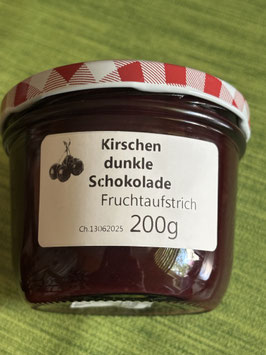 Kirschen
dunkle
Schokolade
Fruchtaufstrich
Ch.13062025 200g